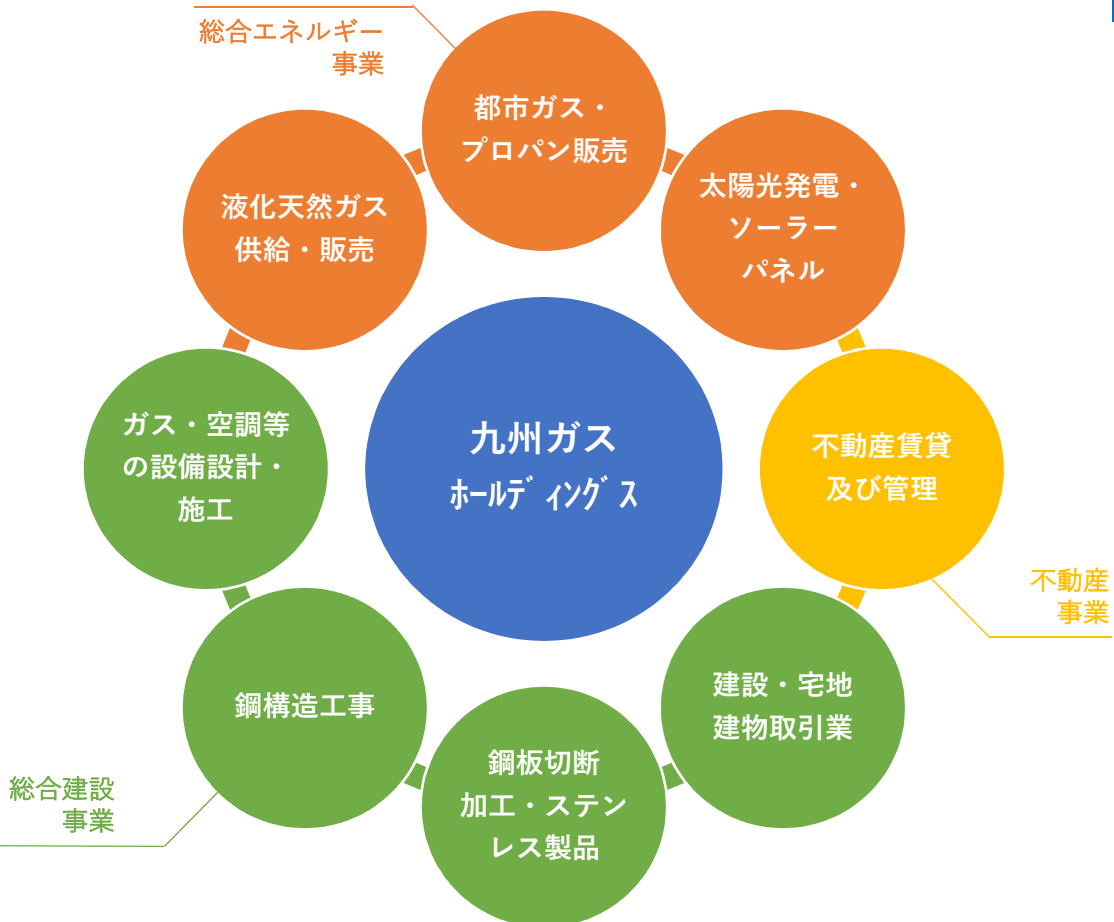 総合エネルギー
事業
都市ガス・
プロパン販売
太陽光発電・
ソーラー
パネル
液化天然ガス
供給・販売
九州ガス
ﾎｰﾙﾃﾞｨﾝｸﾞｽ
ガス・空調等
の設備設計・
施工
不動産賃貸
及び管理
不動産
事業
鋼構造工事
建設・宅地
建物取引業
鋼板切断
加工・ステン
レス製品
総合建設
事業